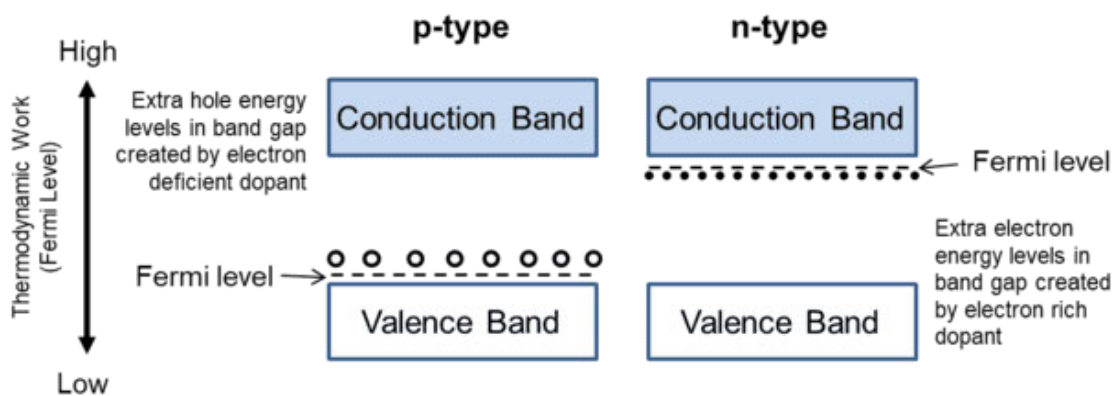 p-type
n-type
High
Thermodynamic Work
(Fermi Level)
Low
Extra hole energy
levels in band gap
created by electron
deficient dopant
Conduction Band
Conduction Band
Fermi level
Fermi level
Valence Band
Valence Band
Extra electron
energy levels in
band gap created
by electron rich
dopant